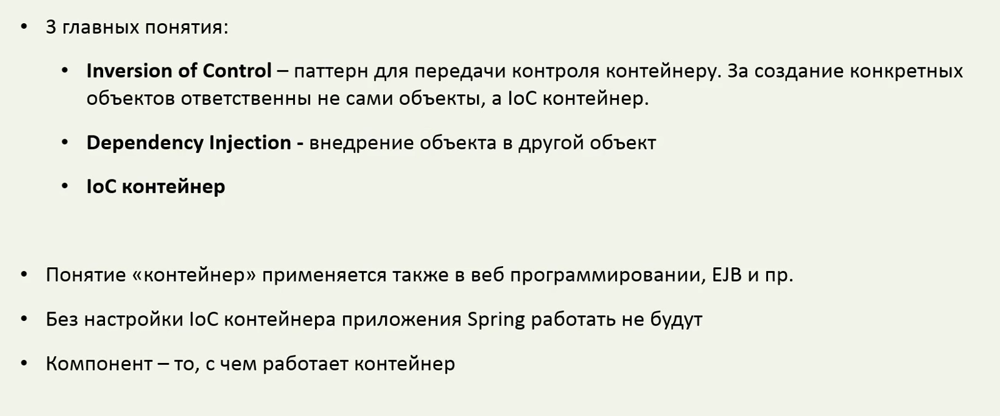 • 3 главных понятия:
• Inversion of Control – паттерн для передачи контроля контейнеру. За создание конкретных
объектов ответственны не сами объекты, а IoC контейнер.
• Dependency Injection - внедрение объекта в другой объект
• IoC контейнер
• Понятие «контейнер» применяется также в веб программировании, EJB и пр.
• Без настройки IoC контейнера приложения Spring работать не будут
• Компонент – то, с чем работает контейнер